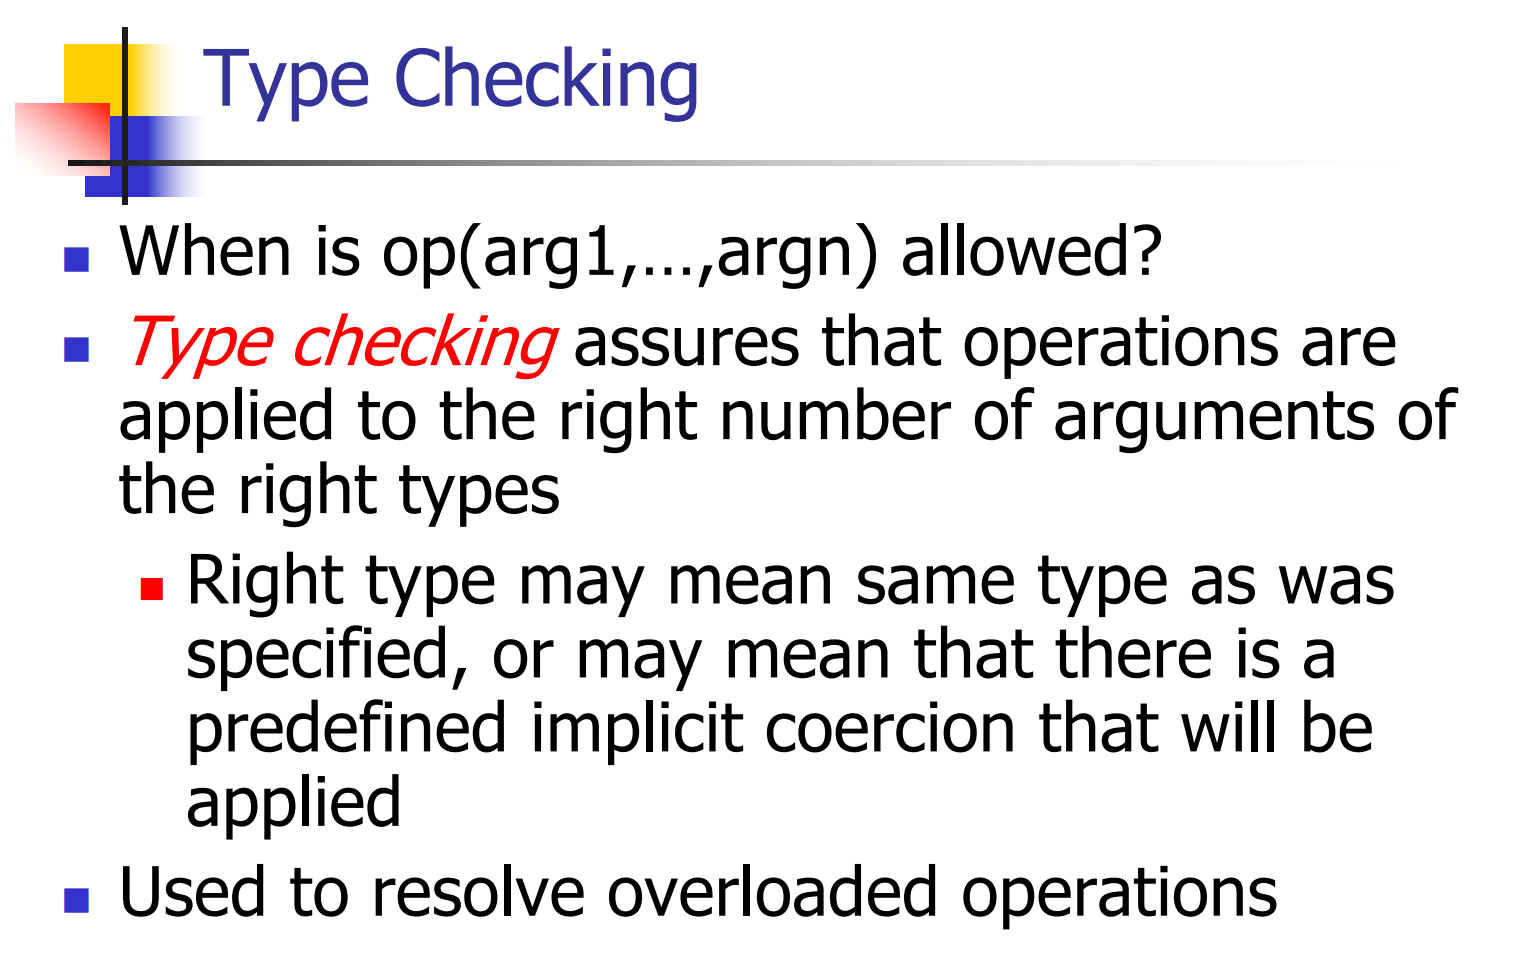 Type Checking
When is op(arg1,…,argn) allowed?
Type checking assures that operations are
applied to the right number of arguments of
the right types
Right type may mean same type as was
specified, or may mean that there is a
predefined implicit coercion that will be
applied
Used to resolve overloaded operations